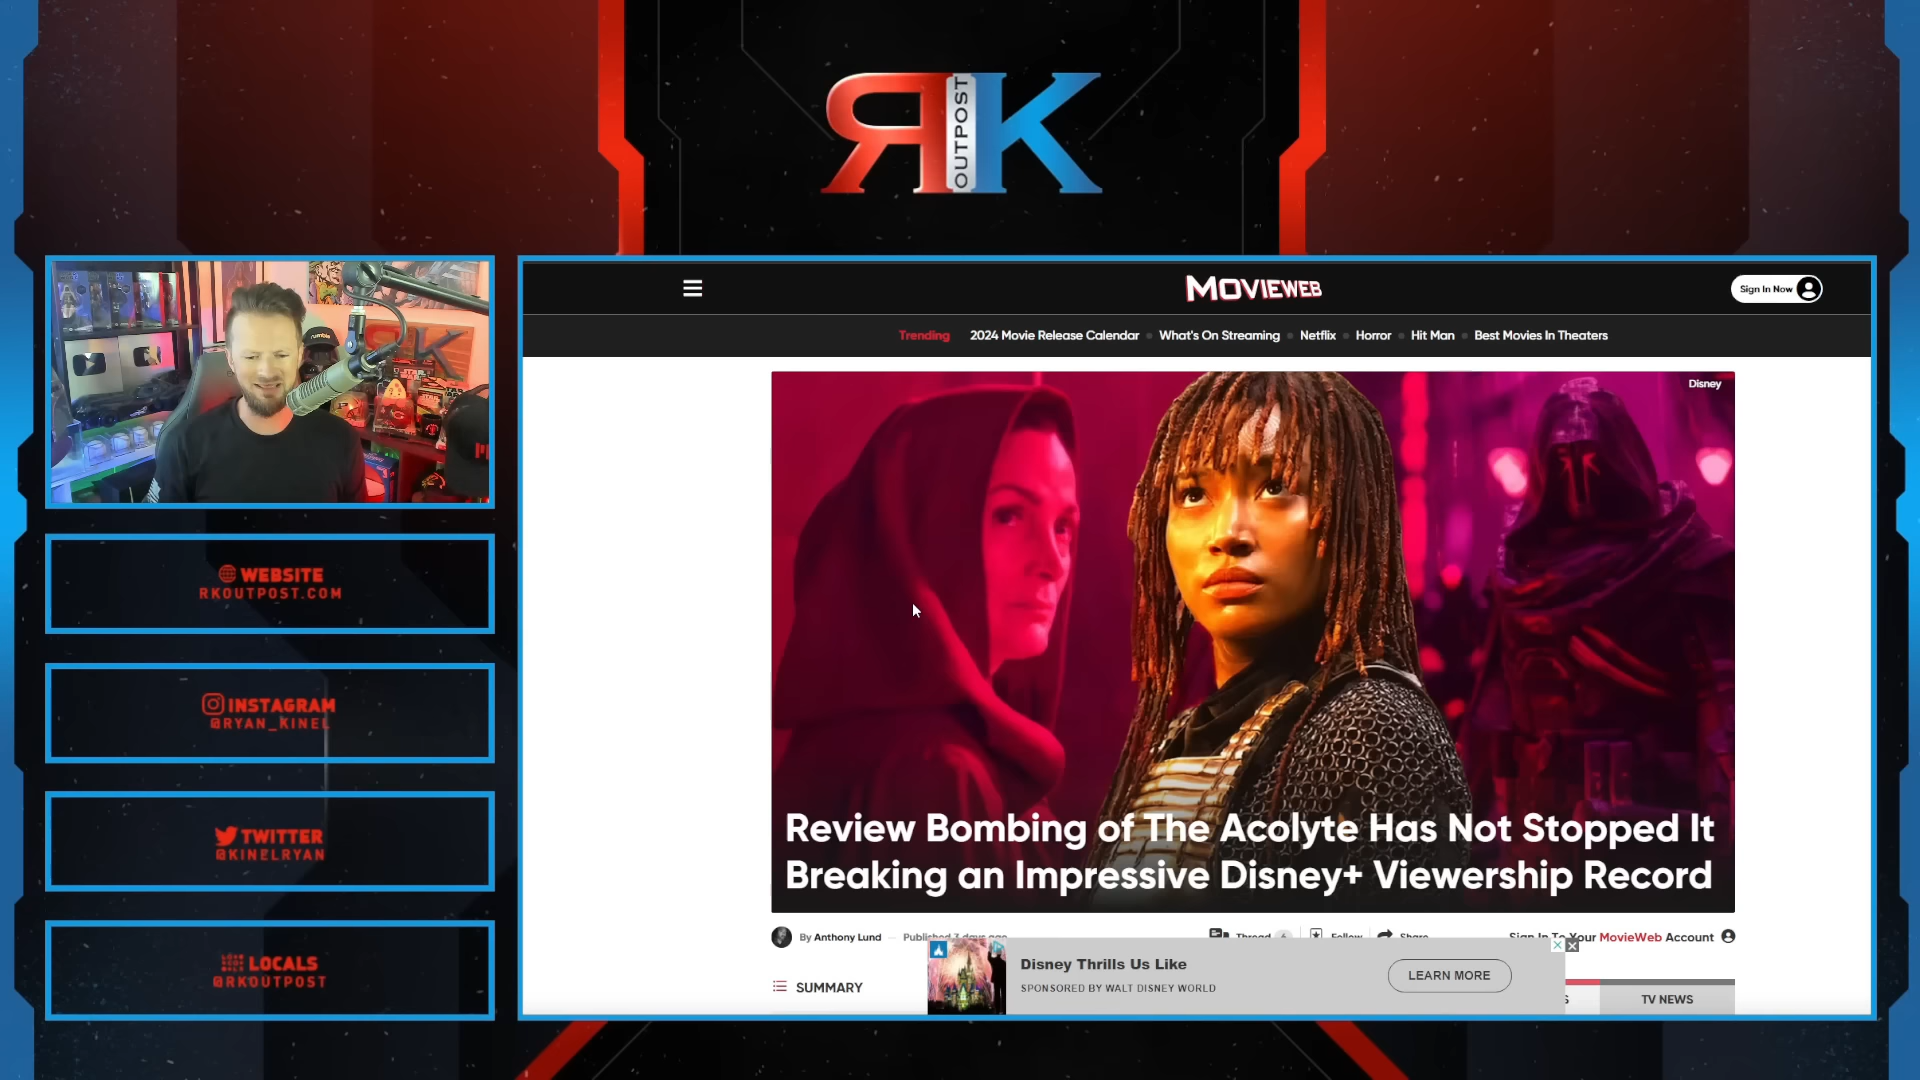 RK
OUTPOST
MOVIEWEB
Sign In Now
Trending 2024 Movie Release Calendar What's On Streaming Netflix Horror Hit Man Best Movies In Theaters
Disney
Review Bombing of The Acolyte Has Not Stopped It
Breaking an Impressive Disney+ Viewership Record
By Anthony Lund Published 3 days ago Thread 6 Follow Share Sign In To Your MovieWeb Account
SUMMARY
Disney Thrills Us Like
SPONSORED BY WALT DISNEY WORLD
LEARN MORE
TV NEWS
WEBSITE
RKOUTPOST.COM
INSTAGRAM
@RYAN_KINEL
TWITTER
@KINELRYAN
LOCALS
@RKOUTPOST